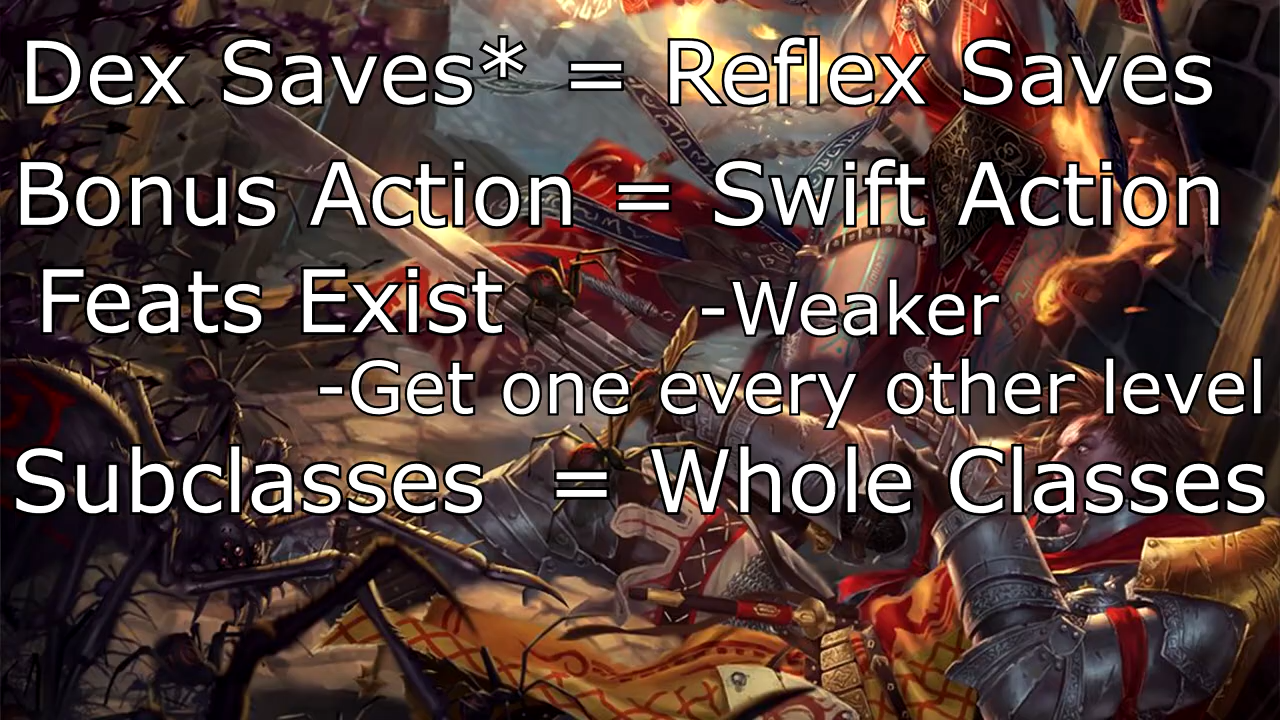 Dex Saves* = Reflex Saves
Bonus Action = Swift Action
Feats Exist -Weaker
-Get one every other level
Subclasses = Whole Classes